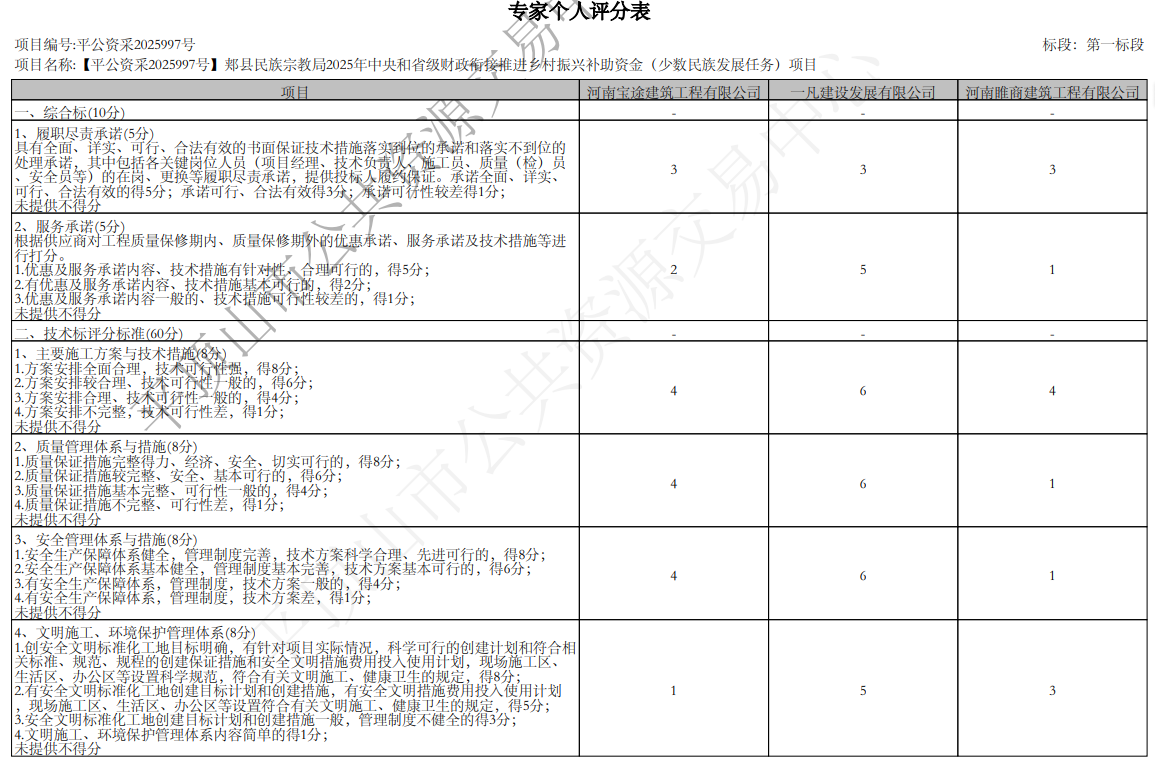 专家个人评分表
项目编号:平公资采2025997号
标段：第一标段
项目名称:【平公资采2025997号】郏县民族宗教局2025年中央和省级财政衔接推进乡村振兴补助资金（少数民族发展任务）项目
项目 河南宝途建筑工程有限公司 一凡建设发展有限公司 河南睢商建筑工程有限公司
一、综合标(10分) - - -
1、履职尽责承诺(5分)
具有全面、详实、可行、合法有效的书面保证技术措施落实到位的承诺和落实不到位的
处理承诺，其中包括各关键岗位人员（项目经理、技术负责人、施工员、质量（检）员
、安全员等）的在岗、更换等履职尽责承诺，提供投标人履约保证。承诺全面、详实、
可行、合法有效的得5分；承诺可行、合法有效得3分；承诺可行性较差得1分；
未提供不得分
3 3 3
2、服务承诺(5分)
根据供应商对工程质量保修期内、质量保修期外的优惠承诺、服务承诺及技术措施等进
行打分。
1.优惠及服务承诺内容、技术措施有针对性、合理可行的，得5分；
2.有优惠及服务承诺内容、技术措施基本可行的，得2分；
3.优惠及服务承诺内容一般的、技术措施可行性较差的，得1分；
未提供不得分
2 5 1
二、技术标评分标准(60分) - - -
1、主要施工方案与技术措施(8分)
1.方案安排全面合理，技术可行性强，得8分；
2.方案安排较合理、技术可行性一般的，得6分；
3.方案安排合理、技术可行性一般的，得4分；
4.方案安排不完整，技术可行性差，得1分；
未提供不得分
4 6 4
2、质量管理体系与措施(8分)
1.质量保证措施完整得力、经济、安全、切实可行的，得8分；
2.质量保证措施较完整、安全、基本可行的，得6分；
3.质量保证措施基本完整、可行性一般的，得4分；
4.质量保证措施不完整、可行性差，得1分；
未提供不得分
4 6 1
3、安全管理体系与措施(8分)
1.安全生产保障体系健全，管理制度完善，技术方案科学合理、先进可行的，得8分；
2.安全生产保障体系基本健全，管理制度基本完善，技术方案基本可行的，得6分；
3.有安全生产保障体系，管理制度，技术方案一般的，得4分；
4.有安全生产保障体系，管理制度，技术方案差，得1分；
未提供不得分
4 6 1
4、文明施工、环境保护管理体系(8分)
1.创安全文明标准化工地目标明确，有针对项目实际情况，科学可行的创建计划和符合相
关标准、规范、规程的创建保证措施和安全文明措施费用投入使用计划，现场施工区、
生活区、办公区等设置科学规范，符合有关文明施工、健康卫生的规定，得8分；
2.有安全文明标准化工地创建目标计划和创建措施，有安全文明措施费用投入使用计划
，现场施工区、生活区、办公区等设置符合有关文明施工、健康卫生的规定，得5分；
3.安全文明标准化工地创建目标计划和创建措施一般，管理制度不健全的得3分；
4.文明施工、环境保护管理体系内容简单的得1分；
未提供不得分
1 5 3
平顶山市公共资源交易中心
平顶山市公共资源交易中心